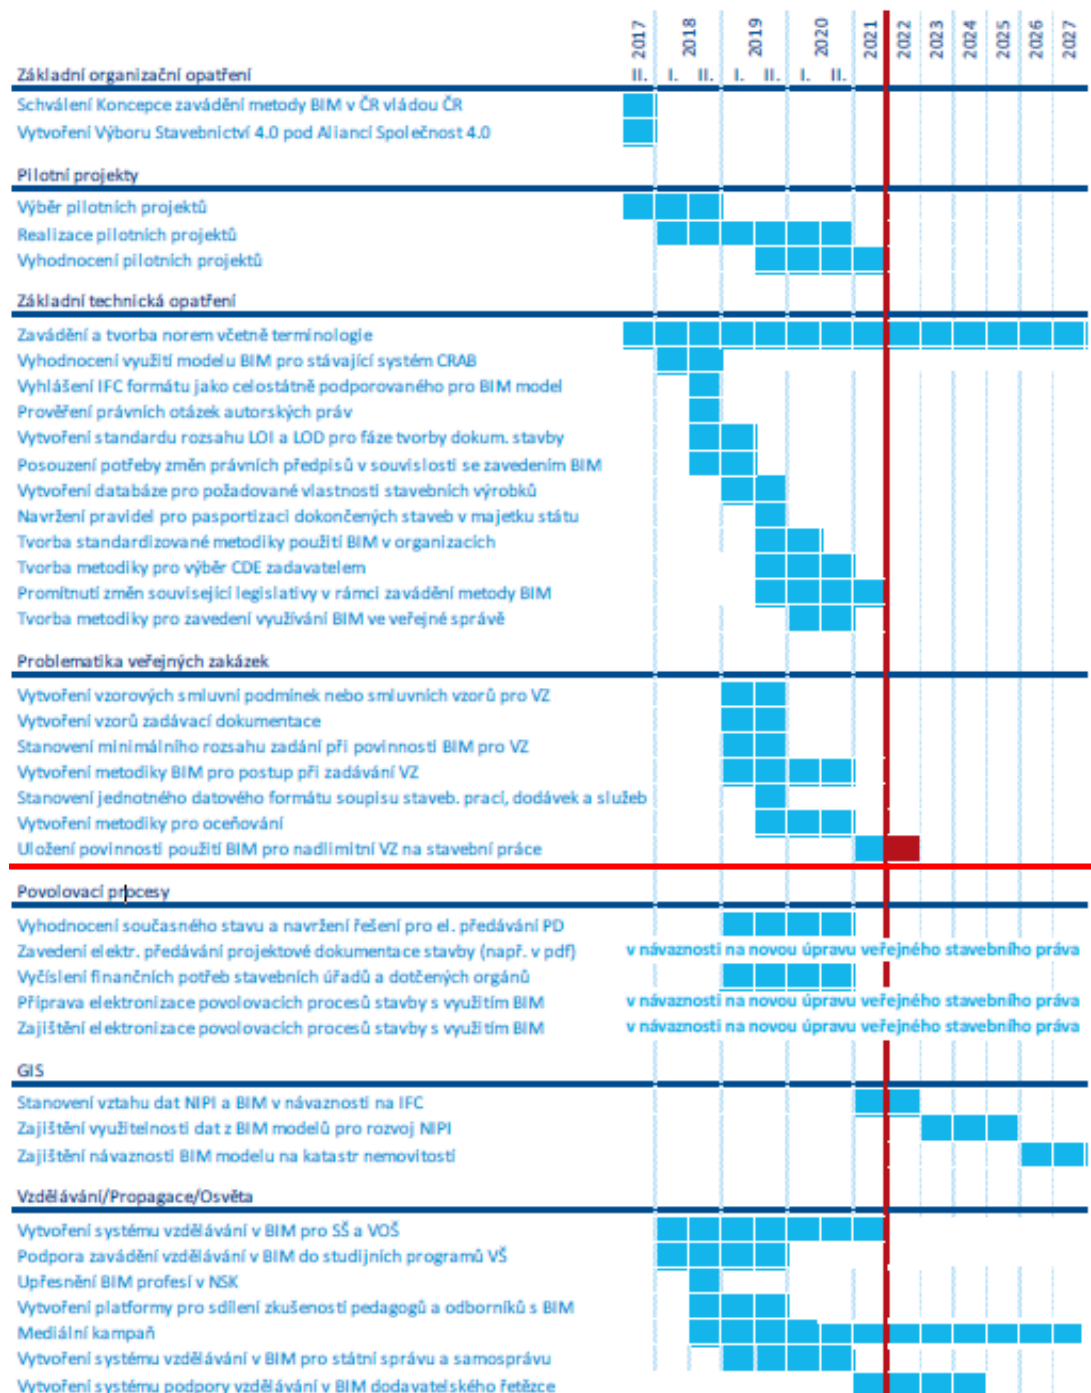 2017 2018 2019 2020 2021 2022 2023 2024 2025 2026 2027
Základní organizační opatření II. I. II. I. II. I. II.
Schválení Koncepce zavádění metody BIM v ČR vládou ČR
Vytvoření Výboru Stavebnictví 4.0 pod Aliancí Společnost 4.0
Pilotní projekty
Výběr pilotních projektů
Realizace pilotních projektů
Vyhodnocení pilotních projektů
Základní technická opatření
Zavádění a tvorba norem včetně terminologie
Vyhodnocení využití modelu BIM pro stávající systém CRAB
Vyhlášení IFC formátu jako celostátně podporovaného pro BIM model
Prověření právních otázek autorských práv
Vytvoření standardu rozsahu LOI a LOD pro fáze tvorby dokum. stavby
Posouzení potřeby změn právních předpisů v souvislosti se zavedením BIM
Vytvoření databáze pro požadované vlastnosti stavebních výrobků
Navržení pravidel pro pasportizaci dokončených staveb v majetku státu
Tvorba standardizované metodiky použití BIM v organizacích
Tvorba metodiky pro výběr CDE zadavatelem
Promítnutí změn související legislativy v rámci zavádění metody BIM
Tvorba metodiky pro zavedení využívání BIM ve veřejné správě
Problematika veřejných zakázek
Vytvoření vzorových smluvní podmínek nebo smluvních vzorů pro VZ
Vytvoření vzorů zadávací dokumentace
Stanovení minimálního rozsahu zadání při povinnosti BIM pro VZ
Vytvoření metodiky BIM pro postup při zadávání VZ
Stanovení jednotného datového formátu soupisu staveb. prací, dodávek a služeb
Vytvoření metodiky pro oceňování
Uložení povinnosti použití BIM pro nadlimitní VZ na stavební práce
Povolovací procesy
Vyhodnocení současného stavu a navržení řešení pro el. předávání PD
Zavedení elektr. předávání projektové dokumentace stavby (např. v pdf) v návaznosti na novou úpravu veřejného stavebního práva
Vyčíslení finančních potřeb stavebních úřadů a dotčených orgánů
Příprava elektronizace povolovacích procesů stavby s využitím BIM v návaznosti na novou úpravu veřejného stavebního práva
Zajištění elektronizace povolovacích procesů stavby s využitím BIM v návaznosti na novou úpravu veřejného stavebního práva
GIS
Stanovení vztahu dat NIPI a BIM v návaznosti na IFC
Zajištění využitelnosti dat z BIM modelů pro rozvoj NIPI
Zajištění návaznosti BIM modelu na katastr nemovitostí
Vzdělávání/Propagace/Osvěta
Vytvoření systému vzdělávání v BIM pro SŠ a VOŠ
Podpora zavádění vzdělávání v BIM do studijních programů VŠ
Upřesnění BIM profesí v NSK
Vytvoření platformy pro sdílení zkušeností pedagogů a odborníků s BIM
Mediální kampaň
Vytvoření systému vzdělávání v BIM pro státní správu a samosprávu
Vytvoření systému podpory vzdělávání v BIM dodavatelského řetězce